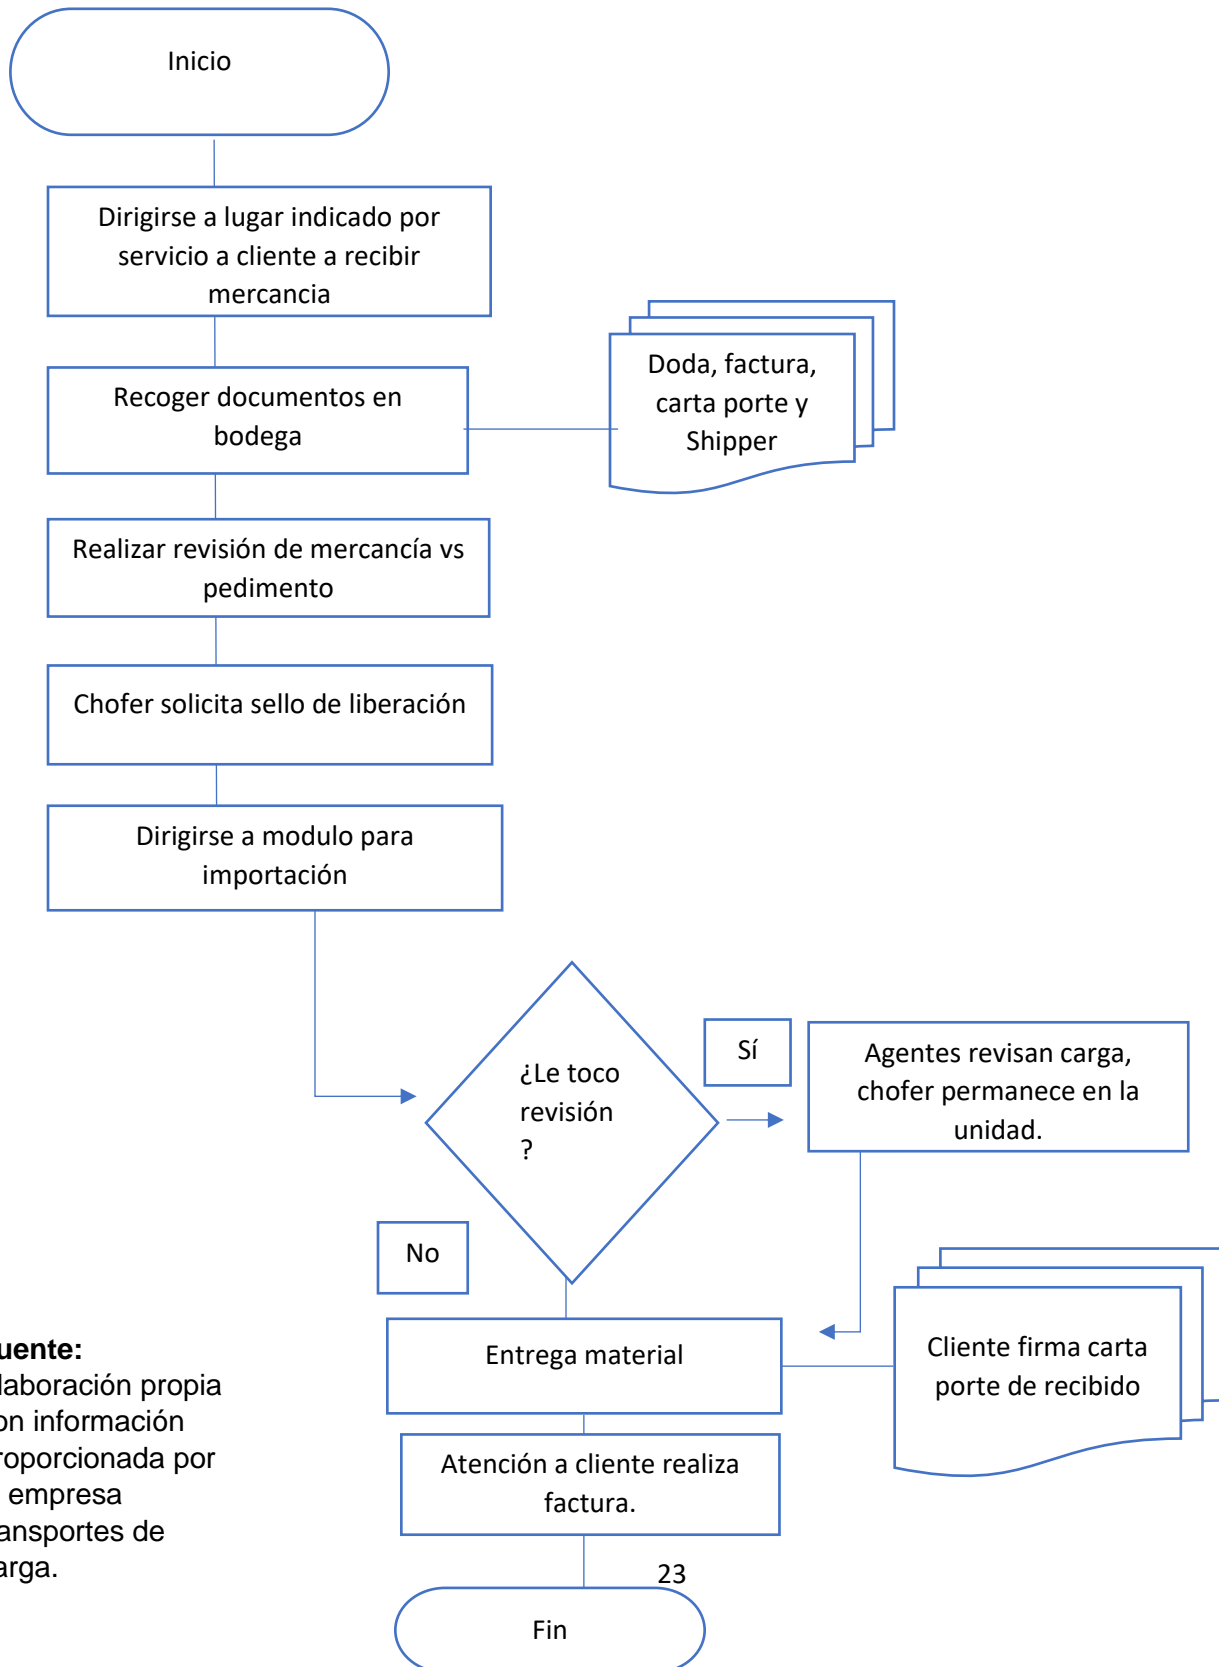 Inicio
Dirigirse a lugar indicado por
servicio a cliente a recibir
mercancia
Recoger documentos en
bodega
Doda, factura,
carta porte y
Shipper
Realizar revisión de mercancía vs
pedimento
Chofer solicita sello de liberación
Dirigirse a modulo para
importación
¿Le toco
revisión
?
Sí
Agentes revisan carga,
chofer permanece en la
unidad.
No
Entrega material
Cliente firma carta
porte de recibido
Atención a cliente realiza
factura.
uente:
laboración propia
on información
roporcionada por
empresa
ansportes de
arga.
23
Fin